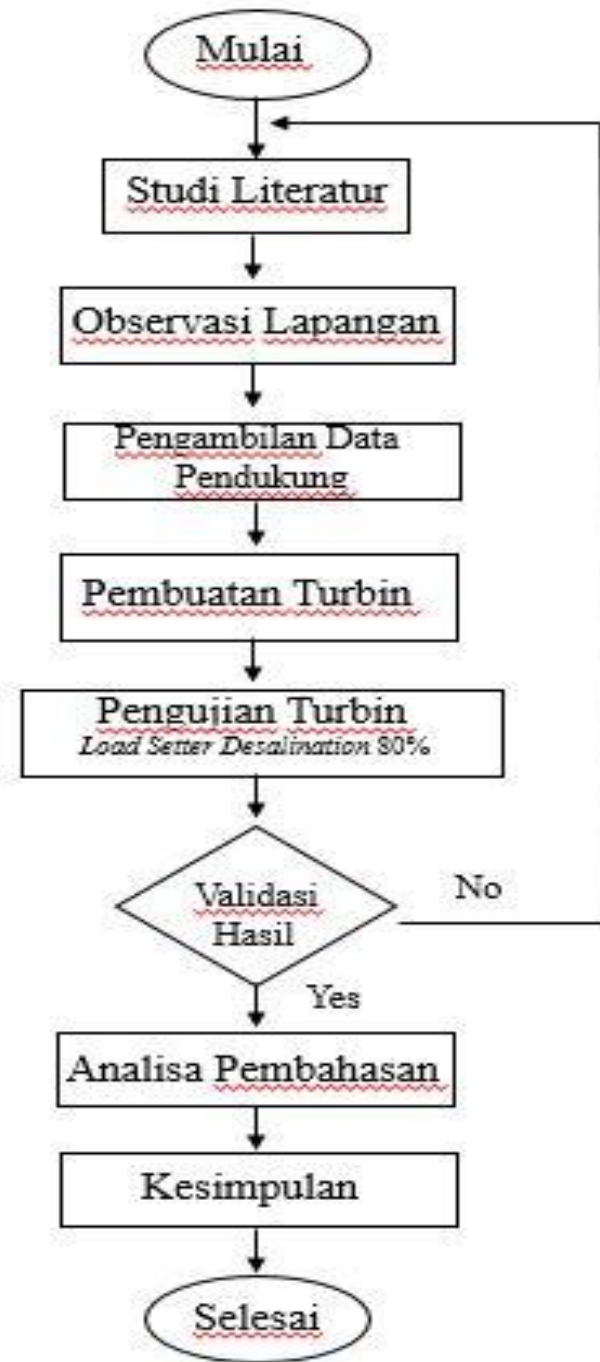 Mulai
Studi Literatur
Observasi Lapangan
Pengambilan Data
Pendukung
Pembuatan Turbin
Pengujian Turbin
Load Setter Desalination 80%
Validasi
Hasil
No
Yes
Analisa Pembahasan
Kesimpulan
Selesai